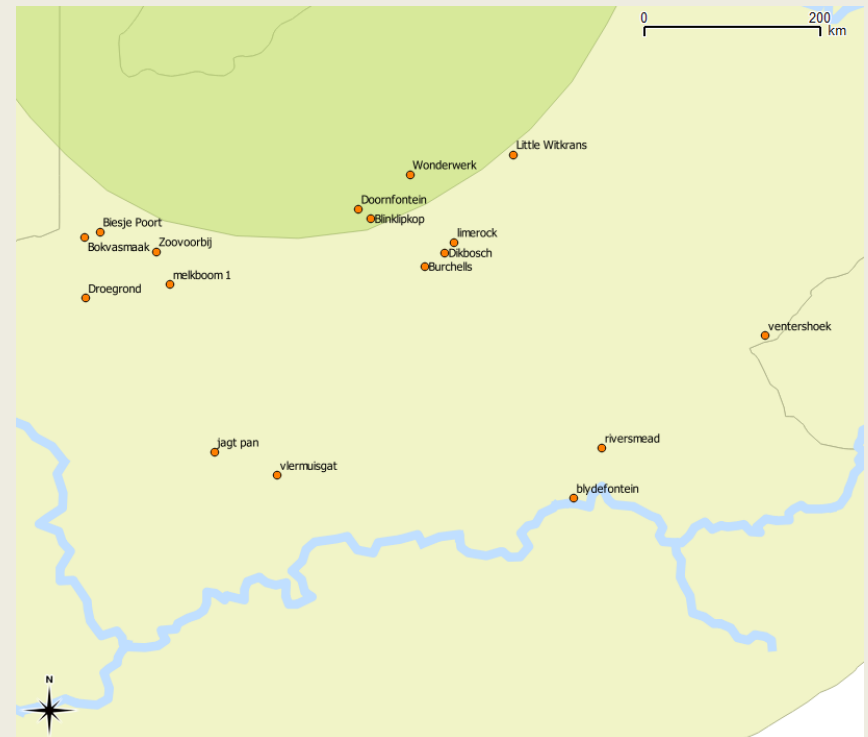 0 200
km
Little Witkrans
Wonderwerk
Doornfontein
Blinklipkop
Biesje Poort
limerock
Bokvasmaak
Zoovoorbij
Dikbosch
Burchells
melkboom 1
Droegrond
ventershoek
jagt pan
riversmead
vlermuisgat
blydefontein
N